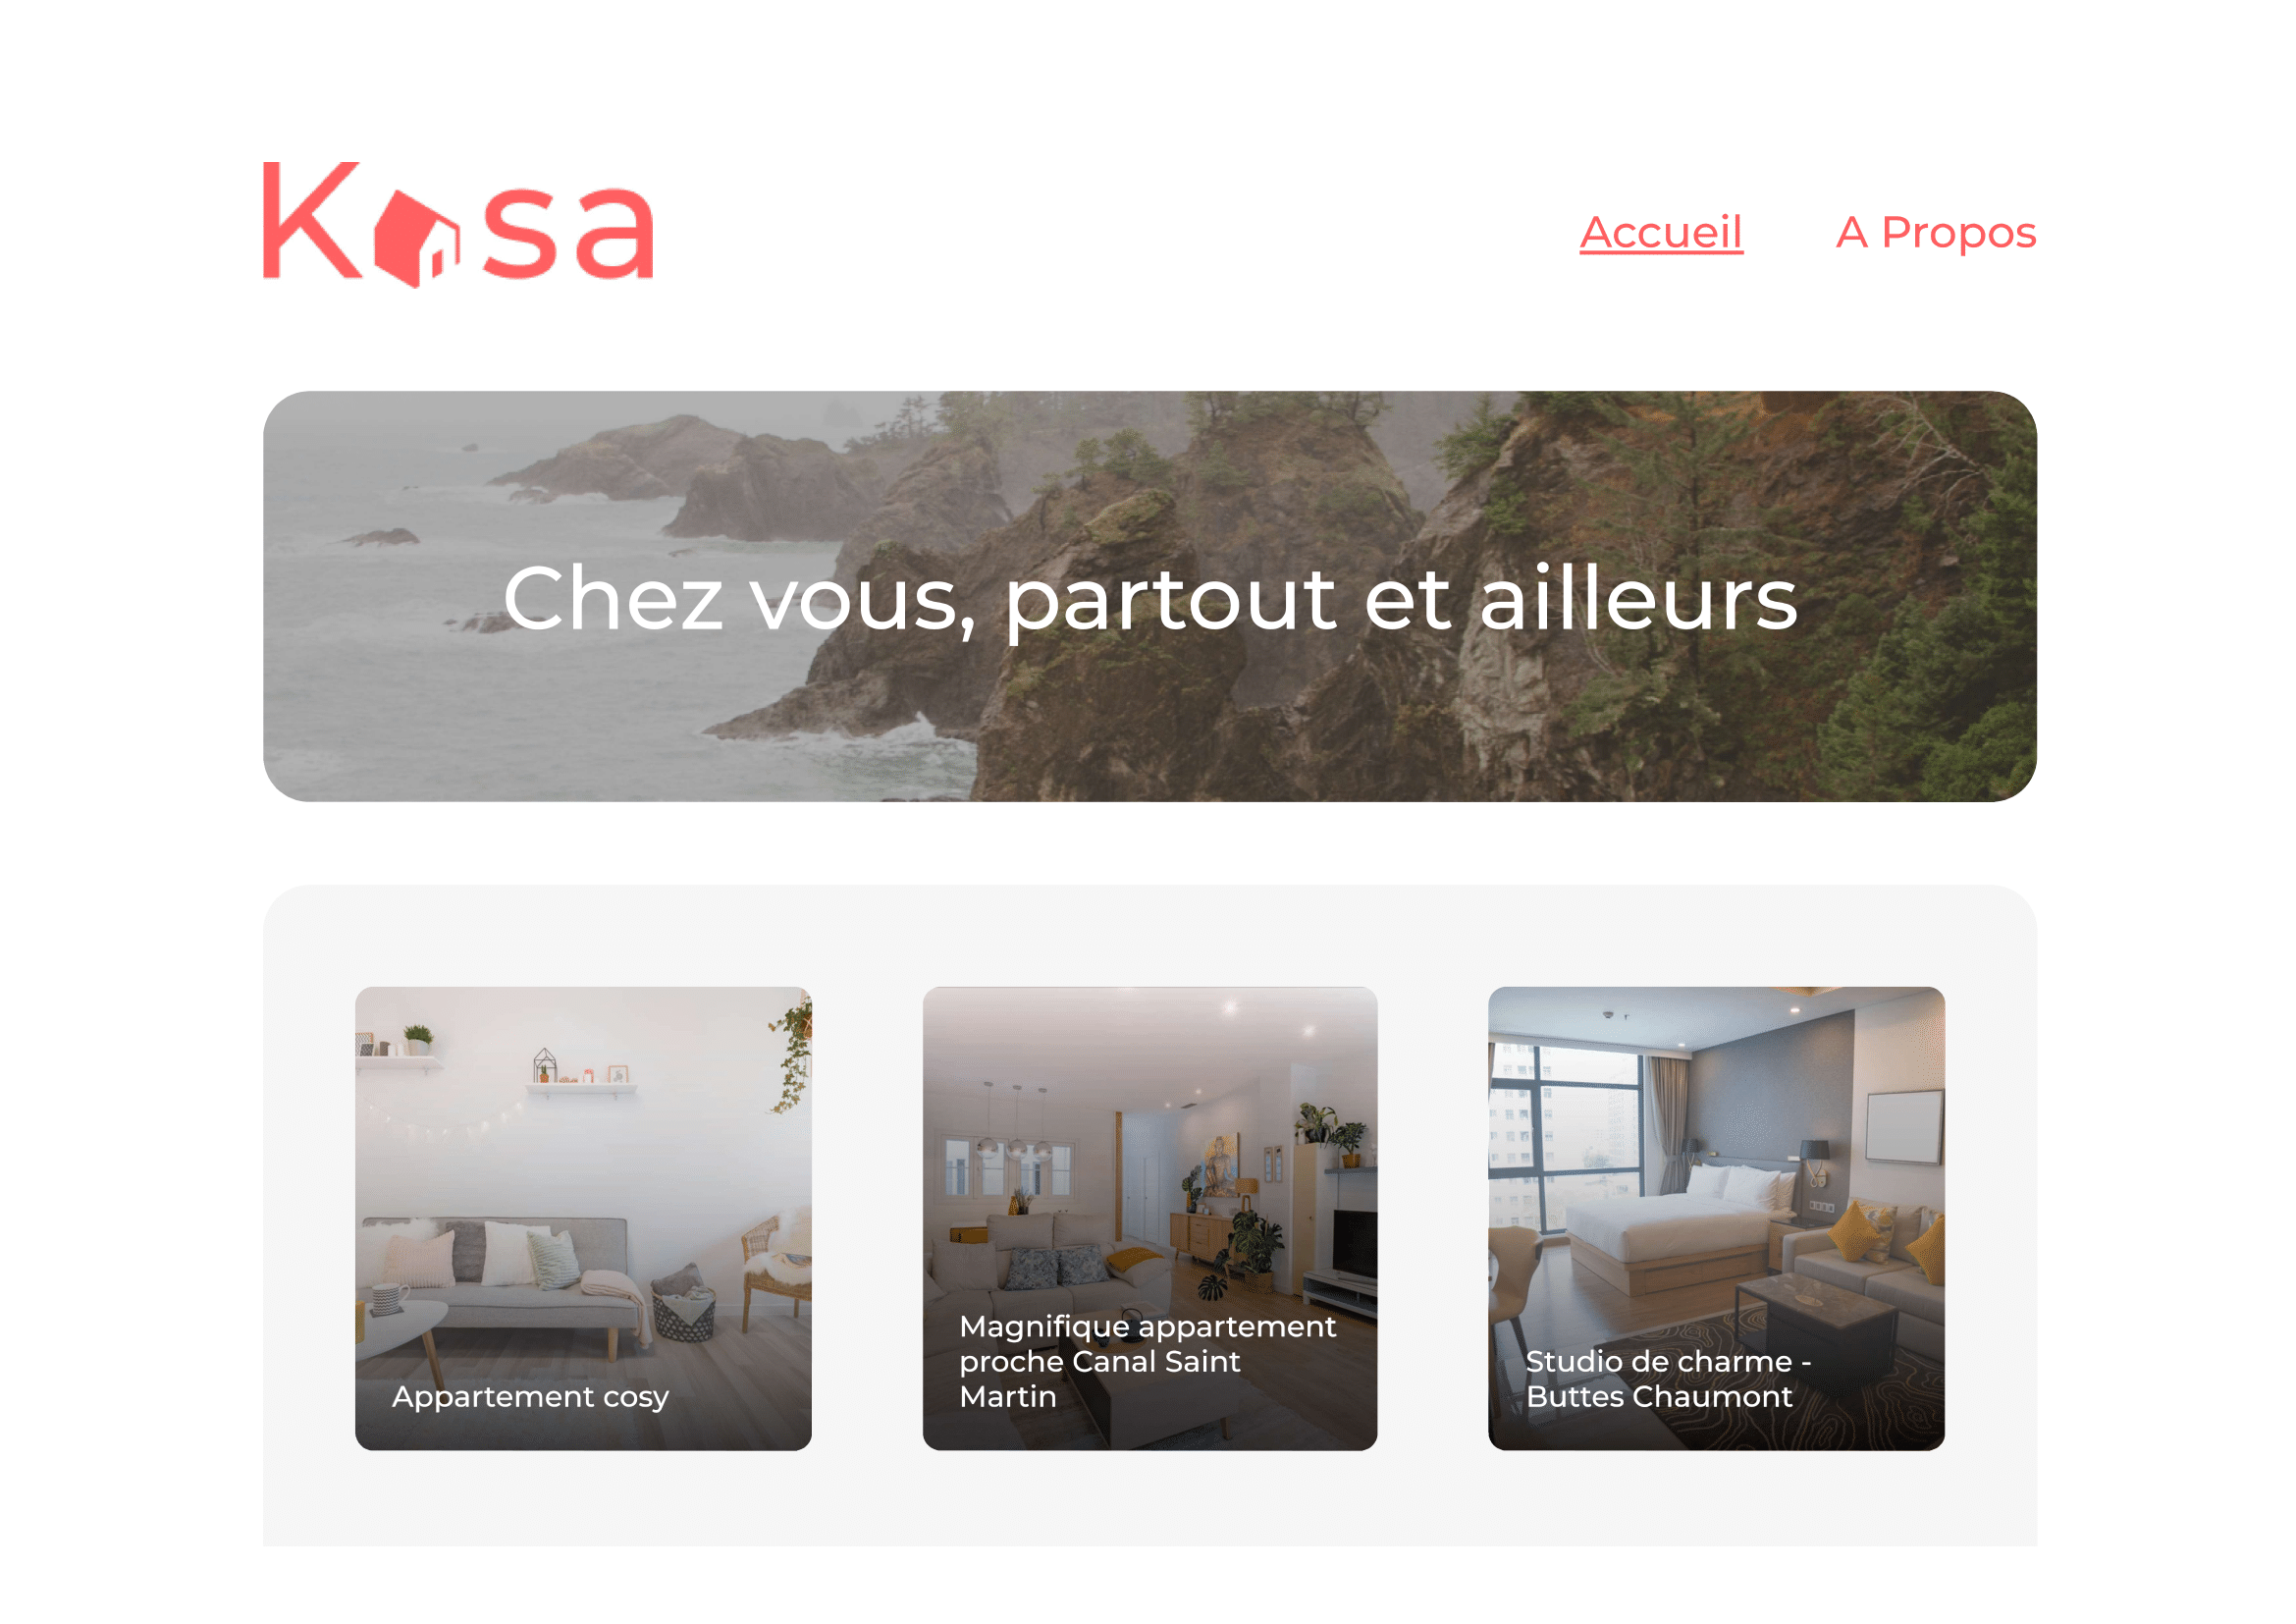 Kasa
Accueil
A Propos
Chez vous, partout et ailleurs
Appartement cosy
Magnifique appartement
proche Canal Saint
Martin
Studio de charme -
Buttes Chaumont